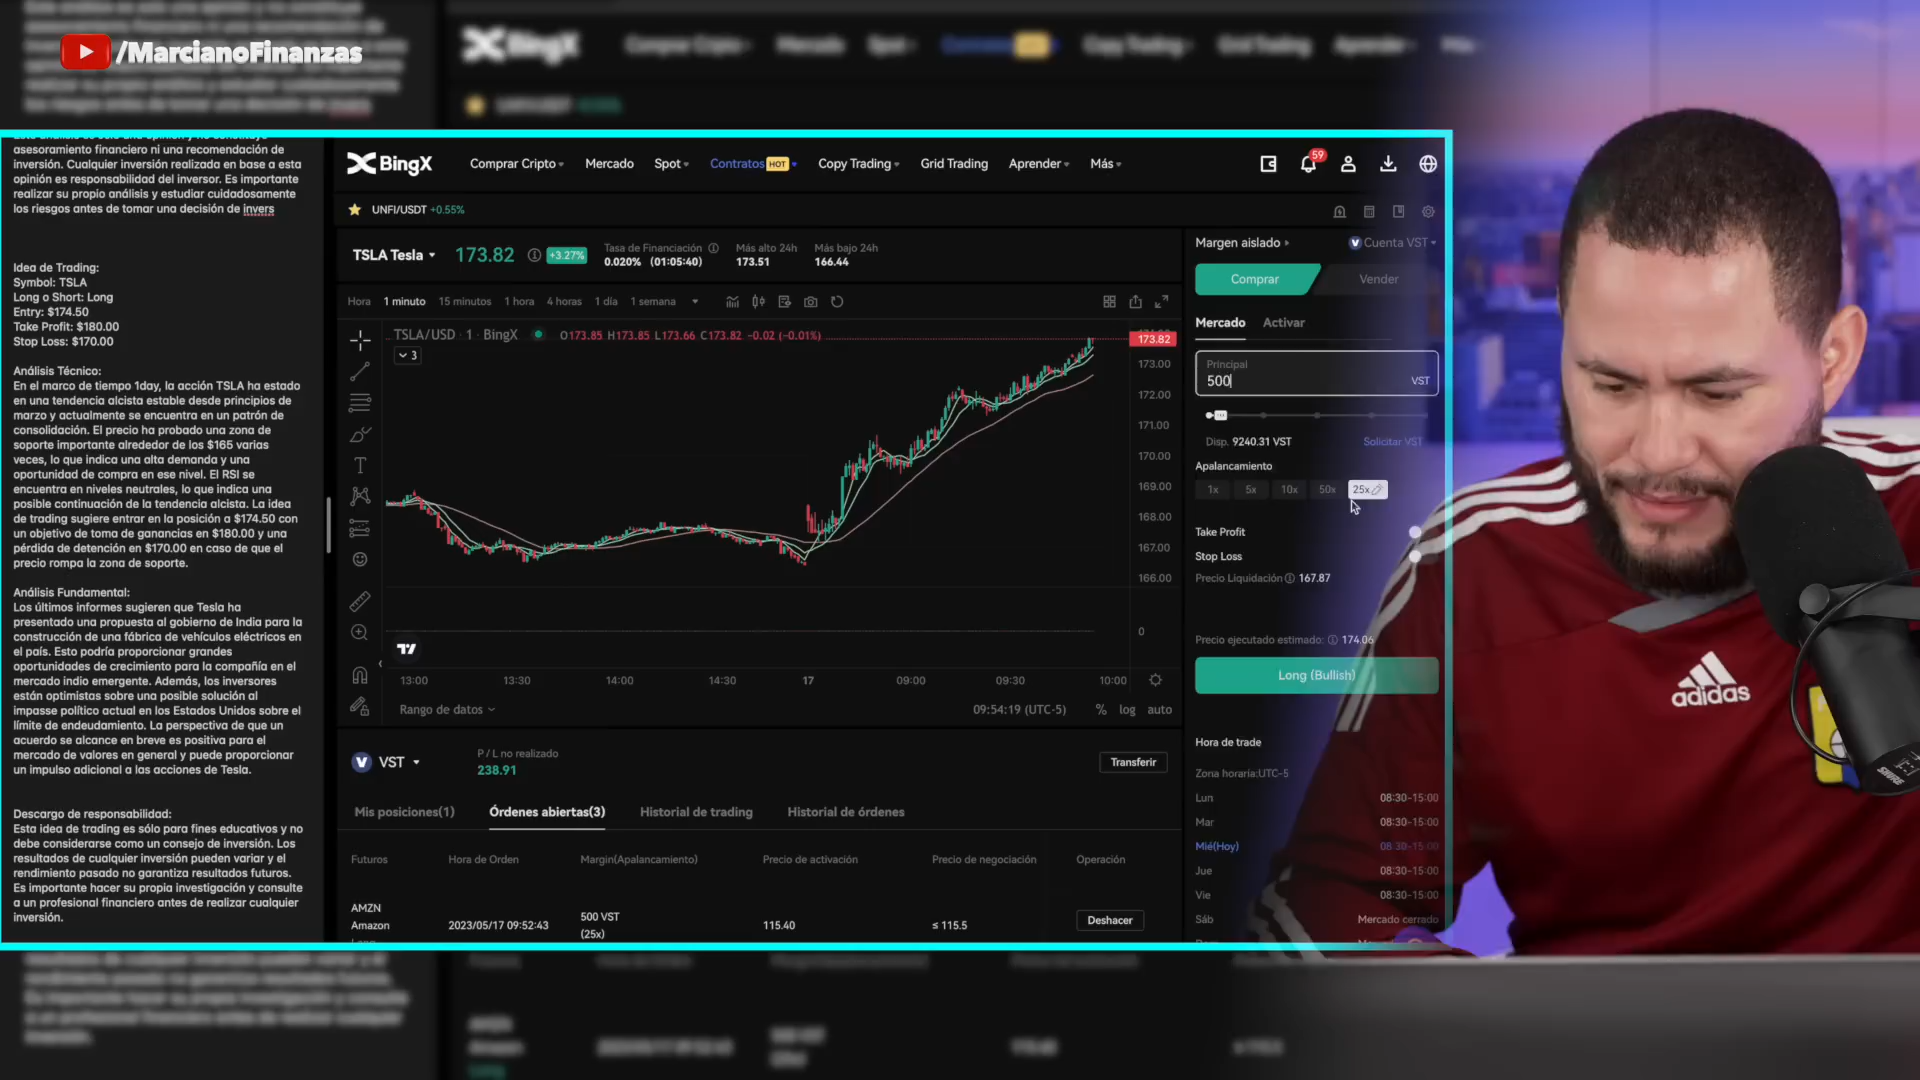 /MarcianoFinanzas
BingX
Comprar Cripto
Mercado
Spot
Contratos
Copy Trading
Grid Trading
Aprender
Más
asesoramiento financiero ni una recomendación de
inversión. Cualquier inversión realizada en base a esta
opinión es responsabilidad del inversor. Es importante
realizar su propio análisis y estudiar cuidadosamente
los riesgos antes de tomar una decisión de invers
Idea de Trading:
Symbol: TSLA
Long o Short: Long
Entry: $174.50
Take Profit: $180.00
Stop Loss: $170.00
Análisis Técnico:
En el marco de tiempo 1day, la acción TSLA ha estado
en una tendencia alcista estable desde principios de
marzo y actualmente se encuentra en un patrón de
consolidación. El precio ha probado una zona de
soporte importante alrededor de los $165 varias
veces, lo que indica una alta demanda y una
oportunidad de compra en ese nivel. El RSI se
encuentra en niveles neutrales, lo que indica una
posible continuación de la tendencia alcista. La idea
de trading sugiere entrar en la posición a $174.50 con
un objetivo de toma de ganancias en $180.00 y una
pérdida de detención en $170.00 en caso de que el
precio rompa la zona de soporte.
Análisis Fundamental:
Los últimos informes sugieren que Tesla ha
presentado una propuesta al gobierno de India para la
construcción de una fábrica de vehículos eléctricos en
el país. Esto podría proporcionar grandes
oportunidades de crecimiento para la compañía en el
mercado indio emergente. Además, los inversores
están optimistas sobre una posible solución al
impasse político actual en los Estados Unidos sobre el
límite de endeudamiento. La perspectiva de que un
acuerdo se alcance en breve es positiva para el
mercado de valores en general y puede proporcionar
un impulso adicional a las acciones de Tesla.
Descargo de responsabilidad:
Esta idea de trading es sólo para fines educativos y no
debe considerarse como un consejo de inversión. Los
resultados de cualquier inversión pueden variar y el
rendimiento pasado no garantiza resultados futuros.
Es importante hacer su propia investigación y consulte
a un profesional financiero antes de realizar cualquier
inversión.
BingX
Comprar Cripto
Mercado
Spot
Contratos HOT
Copy Trading
Grid Trading
Aprender
Más
59
UNFI/USDT +0.55%
TSLA Tesla
173.82
+3.27%
Tasa de Financiación
0.020% (01:05:40)
Más alto 24h
173.51
Más bajo 24h
166.44
Hora
1 minuto
15 minutos
1 hora
4 horas
1 día
1 semana
TSLA/USD · 1 · BingX
O173.85 H173.85 L173.66 C173.82 -0.02 (-0.01%)
3
173.82
173.00
172.00
171.00
170.00
169.00
168.00
167.00
166.00
0
13:00
13:30
14:00
14:30
17
09:00
09:30
10:00
Rango de datos
09:54:19 (UTC-5)
%
log
auto
VST
P / L no realizado
238.91
Transferir
Mis posiciones(1)
Órdenes abiertas(3)
Historial de trading
Historial de órdenes
Futuros
Hora de Orden
Margin(Apalancamiento)
Precio de activación
Precio de negociación
Operación
AMZN
Amazon
2023/05/17 09:52:43
500 VST
(25x)
115.40
≤ 115.5
Deshacer
Margen aislado
Cuenta VST
Comprar
Vender
Mercado
Activar
Principal
500
VST
Disp. 9240.31 VST
Solicitar VST
Apalancamiento
1x
5x
10x
50x
25x
Take Profit
Stop Loss
Precio Liquidación 167.87
Precio ejecutado estimado: 174.06
Long (Bullish)
Hora de trade
Zona horaria:UTC-5
Lun 08:30-15:00
Mar 08:30-15:00
Mié(Hoy) 08:30-15:00
Jue 08:30-15:00
Vie 08:30-15:00
Sáb Mercado cerrado
adidas
SHURE